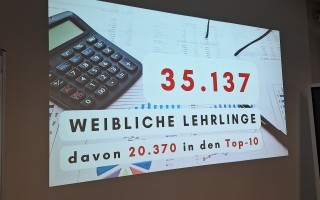 35.137
WEIBLICHE LEHRLINGE
davon 20.370 in den Top-10